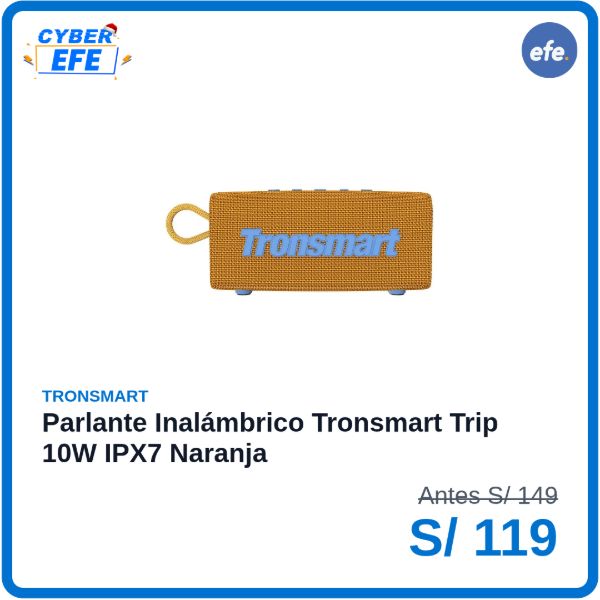 CYBER
EFE
efe.
Tronsmart
TRONSMART
Parlante Inalámbrico Tronsmart Trip
10W IPX7 Naranja
Antes S/ 149
S/ 119